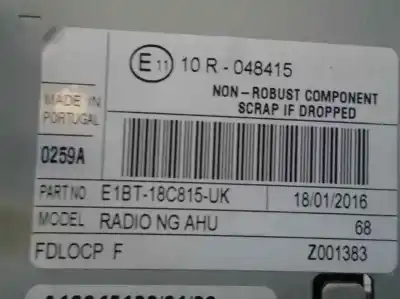 E11 10 R - 048415
NON-ROBUST COMPONENT
SCRAP IF DROPPED
MADE IN
PORTUGAL
0259A
PART NO. E1BT-18C815-UK 18/01/2016
MODEL RADIO NG AHU 68
FDLOCP F Z001383